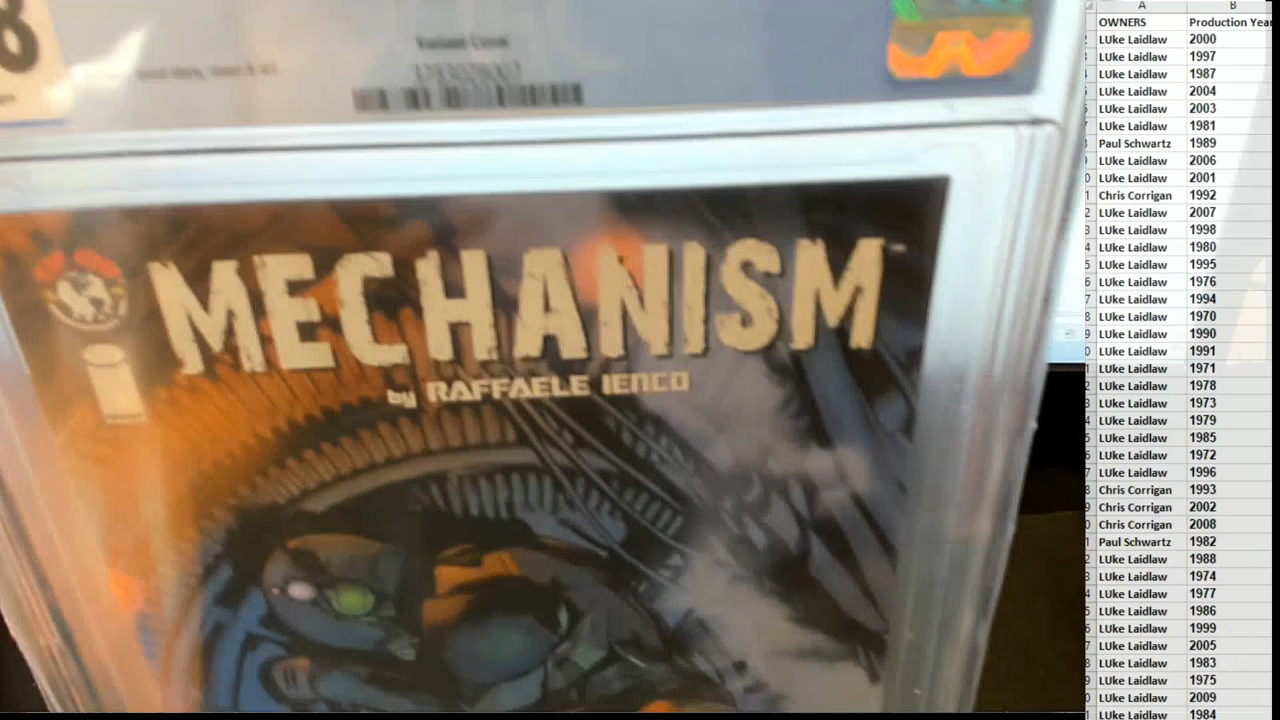 8
Variant Cover
MECHANISM
by RAFFAELE IENCO
i
A B
OWNERS Production Year
LUke Laidlaw 2000
LUke Laidlaw 1997
LUke Laidlaw 1987
LUke Laidlaw 2004
LUke Laidlaw 2003
LUke Laidlaw 1981
Paul Schwartz 1989
LUke Laidlaw 2006
LUke Laidlaw 2001
Chris Corrigan 1992
LUke Laidlaw 2007
LUke Laidlaw 1998
LUke Laidlaw 1980
LUke Laidlaw 1995
LUke Laidlaw 1976
LUke Laidlaw 1994
LUke Laidlaw 1970
LUke Laidlaw 1990
LUke Laidlaw 1991
LUke Laidlaw 1971
LUke Laidlaw 1978
LUke Laidlaw 1973
LUke Laidlaw 1979
LUke Laidlaw 1985
LUke Laidlaw 1972
LUke Laidlaw 1996
Chris Corrigan 1993
Chris Corrigan 2002
Chris Corrigan 2008
Paul Schwartz 1982
LUke Laidlaw 1988
LUke Laidlaw 1974
LUke Laidlaw 1977
LUke Laidlaw 1986
LUke Laidlaw 1999
LUke Laidlaw 2005
LUke Laidlaw 1983
LUke Laidlaw 1975
LUke Laidlaw 2009
LUke Laidlaw 1984